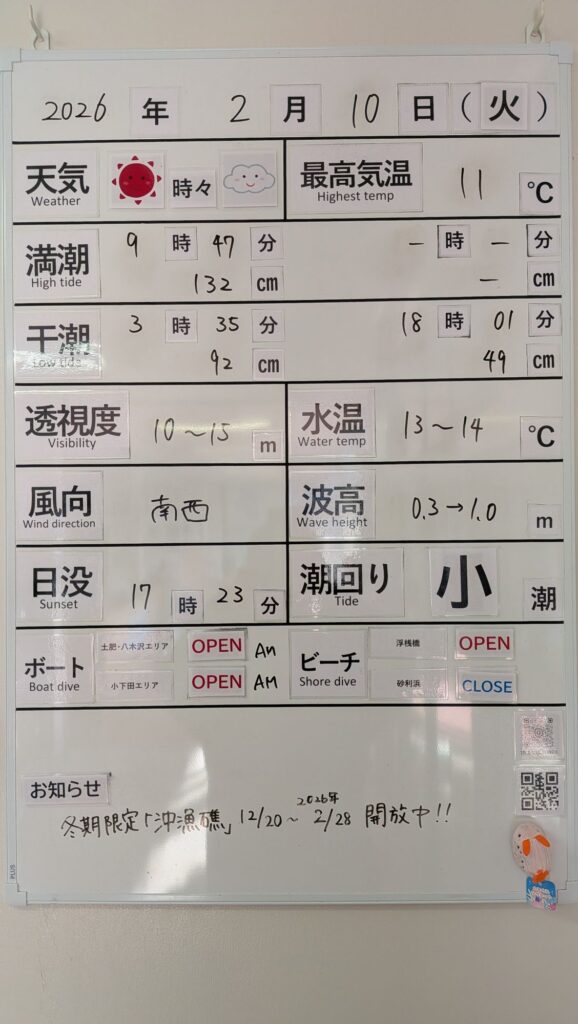 2026 年 2 月 10 日 (火)
天気 時々 最高気温 11 ℃
Weather Highest temp
満潮 9 時 47 分 － 時 － 分
High tide 132 cm － cm
干潮 3 時 35 分 18 時 01 分
Low tide 92 cm 49 cm
透視度 10～15 m 水温 13～14 ℃
Visibility Water temp
風向 南西 波高 0.3→1.0 m
Wind direction Wave height
日没 17 時 23 分 潮回り 小 潮
Sunset Tide
ボート 土肥・八木沢エリア OPEN AM ビーチ 浮桟橋 OPEN
Boat dive 小下田エリア OPEN AM Shore dive 砂利浜 CLOSE
お知らせ
冬期限定「沖漁礁」12/20～2026年2/28 開放中!!
PLUS